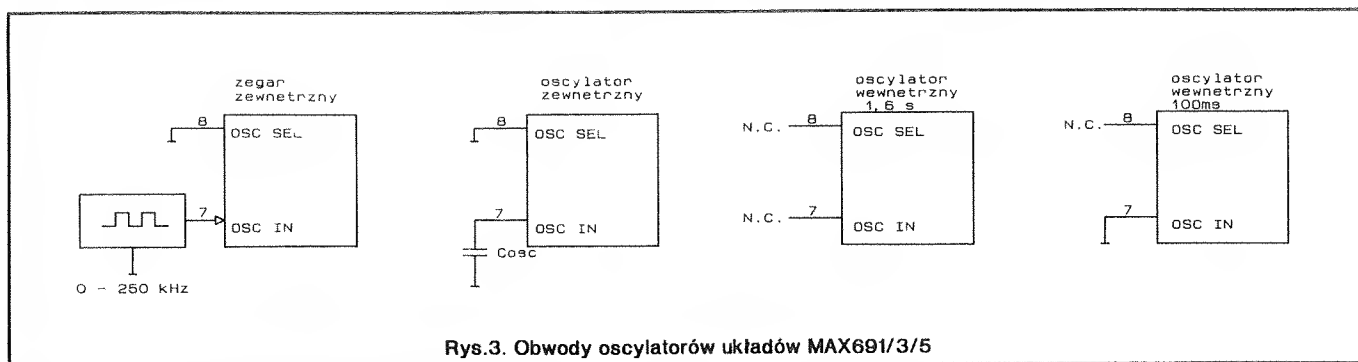 zegar
zewnetrzny
8
OSC SEL
7
OSC IN
0 - 250 kHz
oscylator
zewnetrzny
8
OSC SEL
7
OSC IN
Cosc
oscylator
wewnetrzny
1,6 s
N.C.
8
OSC SEL
N.C.
7
OSC IN
oscylator
wewnetrzny
100ms
N.C.
8
OSC SEL
7
OSC IN
Rys.3. Obwody oscylatorów układów MAX691/3/5